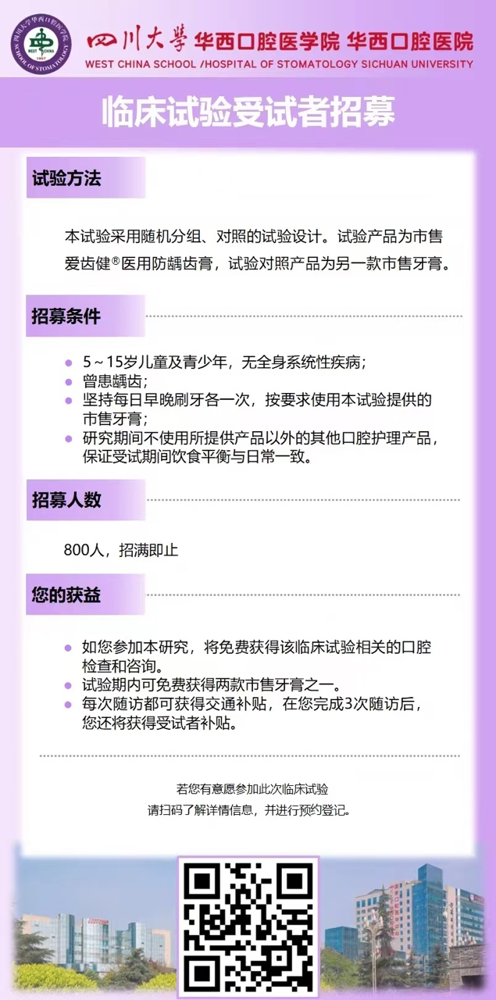 四川大学华西口腔医学院
WEST CHINA
1907
SCHOOL OF STOMATOLOGY
四川大学 华西口腔医学院 华西口腔医院
WEST CHINA SCHOOL /HOSPITAL OF STOMATOLOGY SICHUAN UNIVERSITY
临床试验受试者招募
试验方法
本试验采用随机分组、对照的试验设计。试验产品为市售
爱齿健®医用防龋齿膏，试验对照产品为另一款市售牙膏。
招募条件
● 5～15岁儿童及青少年，无全身系统性疾病；
● 曾患龋齿；
● 坚持每日早晚刷牙各一次，按要求使用本试验提供的
市售牙膏；
● 研究期间不使用所提供产品以外的其他口腔护理产品，
保证受试期间饮食平衡与日常一致。
招募人数
800人，招满即止
您的获益
● 如您参加本研究，将免费获得该临床试验相关的口腔
检查和咨询。
● 试验期内可免费获得两款市售牙膏之一。
● 每次随访都可获得交通补贴，在您完成3次随访后，
您还将获得受试者补贴。
若您有意愿参加此次临床试验
请扫码了解详情信息，并进行预约登记。